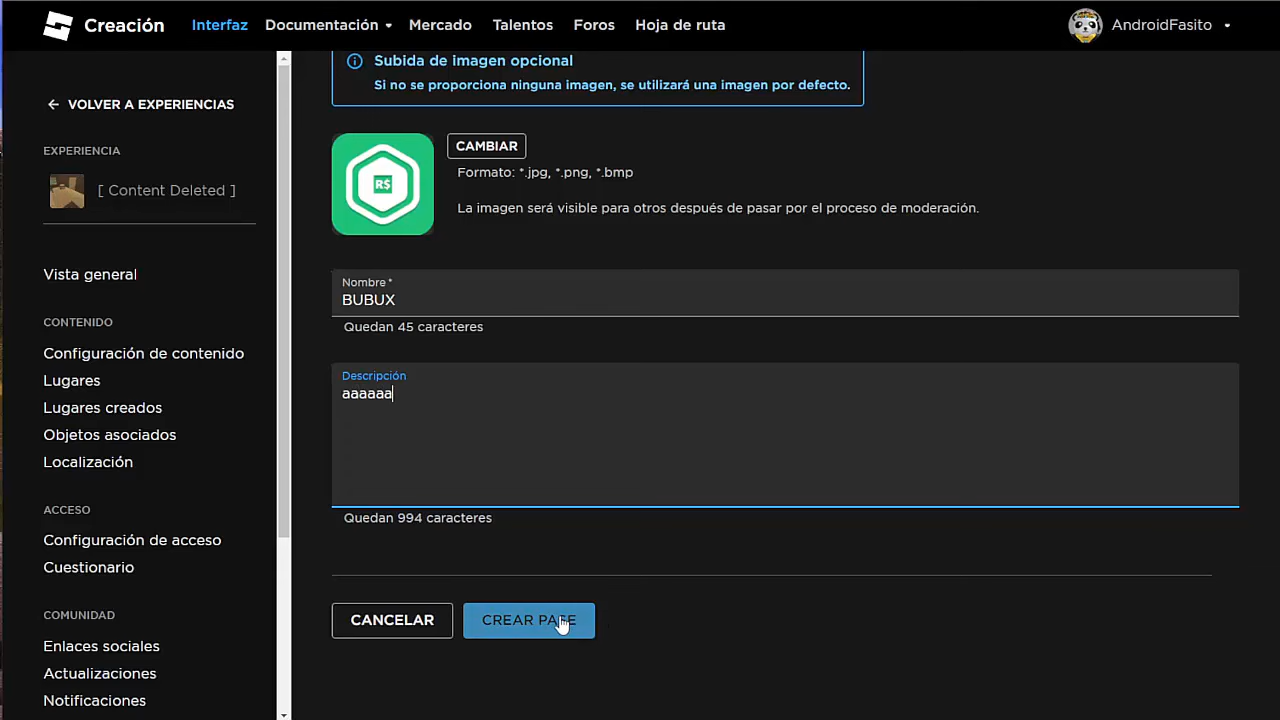 Creación Interfaz Documentación Mercado Talentos Foros Hoja de ruta AndroidFasito
VOLVER A EXPERIENCIAS
EXPERIENCIA
[ Content Deleted ]
Vista general
CONTENIDO
Configuración de contenido
Lugares
Lugares creados
Objetos asociados
Localización
ACCESO
Configuración de acceso
Cuestionario
COMUNIDAD
Enlaces sociales
Actualizaciones
Notificaciones
Subida de imagen opcional
Si no se proporciona ninguna imagen, se utilizará una imagen por defecto.
R$
CAMBIAR
Formato: *.jpg, *.png, *.bmp
La imagen será visible para otros después de pasar por el proceso de moderación.
Nombre*
BUBUX
Quedan 45 caracteres
Descripción
aaaaaa
Quedan 994 caracteres
CANCELAR CREAR PASE